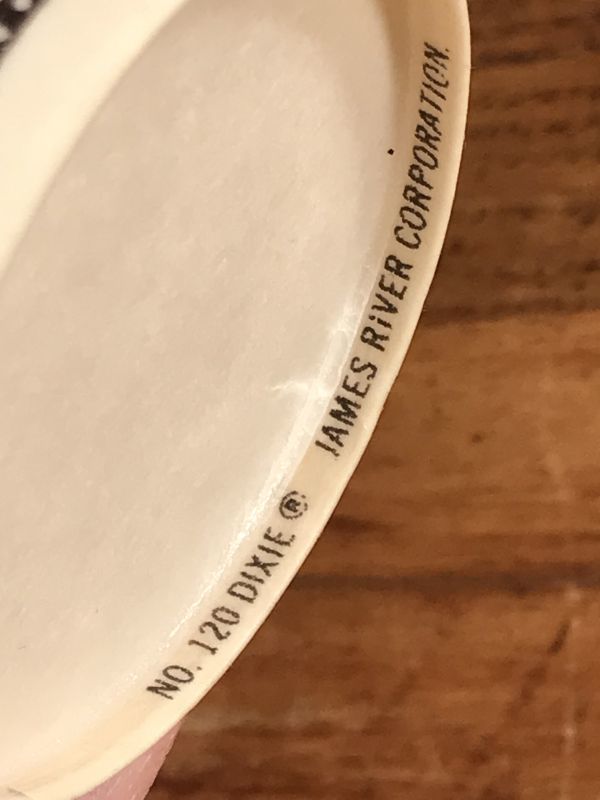 NO. 120 DIXIE ® JAMES RIVER CORPORATION